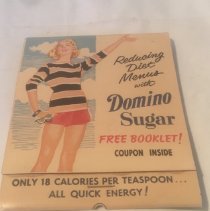 Reducing
Diet
Menus
with
Domino
Sugar
FREE BOOKLET!
COUPON INSIDE
ONLY 18 CALORIES PER TEASPOON...
ALL QUICK ENERGY!